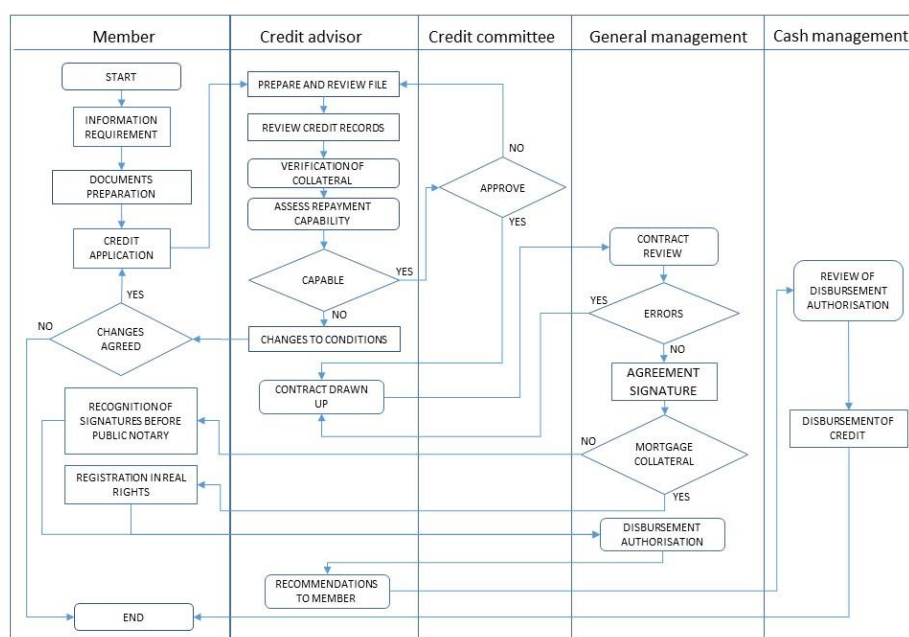 Member
Credit advisor
Credit committee
General management
Cash management
START
INFORMATION
REQUIREMENT
DOCUMENTS
PREPARATION
CREDIT
APPLICATION
YES
NO
CHANGES
AGREED
RECOGNITION OF
SIGNATURES BEFORE
PUBLIC NOTARY
REGISTRATION IN REAL
RIGHTS
END
PREPARE AND REVIEW FILE
REVIEW CREDIT RECORDS
VERIFICATION OF
COLLATERAL
ASSESS REPAYMENT
CAPABILITY
CAPABLE
YES
NO
CHANGES TO CONDITIONS
CONTRACT DRAWN
UP
RECOMMENDATIONS
TO MEMBER
NO
APPROVE
YES
CONTRACT
REVIEW
YES
ERRORS
NO
AGREEMENT
SIGNATURE
NO
MORTGAGE
COLLATERAL
YES
DISBURSEMENT
AUTHORISATION
REVIEW OF
DISBURSEMENT
AUTHORISATION
DISBURSEMENT OF
CREDIT